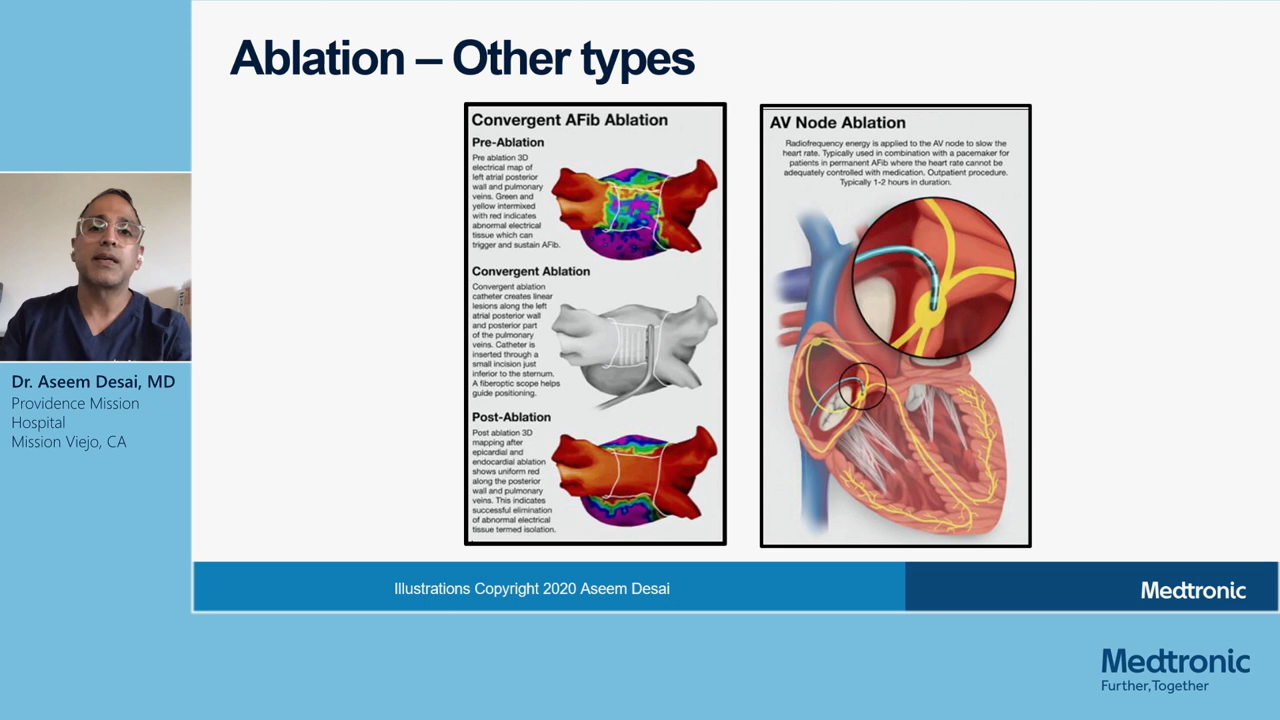 Ablation – Other types
Convergent AFib Ablation
Pre-Ablation
Pre ablation 3D
electrical map of
left atrial posterior
wall and pulmonary
veins. Green and
yellow intermixed
with red indicates
abnormal electrical
tissue which can
trigger and sustain AFib.
Convergent Ablation
Convergent ablation
catheter creates linear
lesions along the left
atrial posterior wall
and posterior part
of the pulmonary
veins. Catheter is
inserted through a
small incision just
inferior to the sternum.
A fiberoptic scope helps
guide positioning.
Post-Ablation
Post ablation 3D
mapping after
epicardial and
endocardial ablation
shows uniform red
along the posterior
wall and pulmonary
veins. This indicates
successful elimination
of abnormal electrical
tissue termed isolation.
AV Node Ablation
Radiofrequency energy is applied to the AV node to slow the
heart rate. Typically used in combination with a pacemaker for
patients in permanent AFib where the heart rate cannot be
adequately controlled with medication. Outpatient procedure.
Typically 1-2 hours in duration.
Dr. Aseem Desai, MD
Providence Mission
Hospital
Mission Viejo, CA
Illustrations Copyright 2020 Aseem Desai
Medtronic
Medtronic
Further, Together